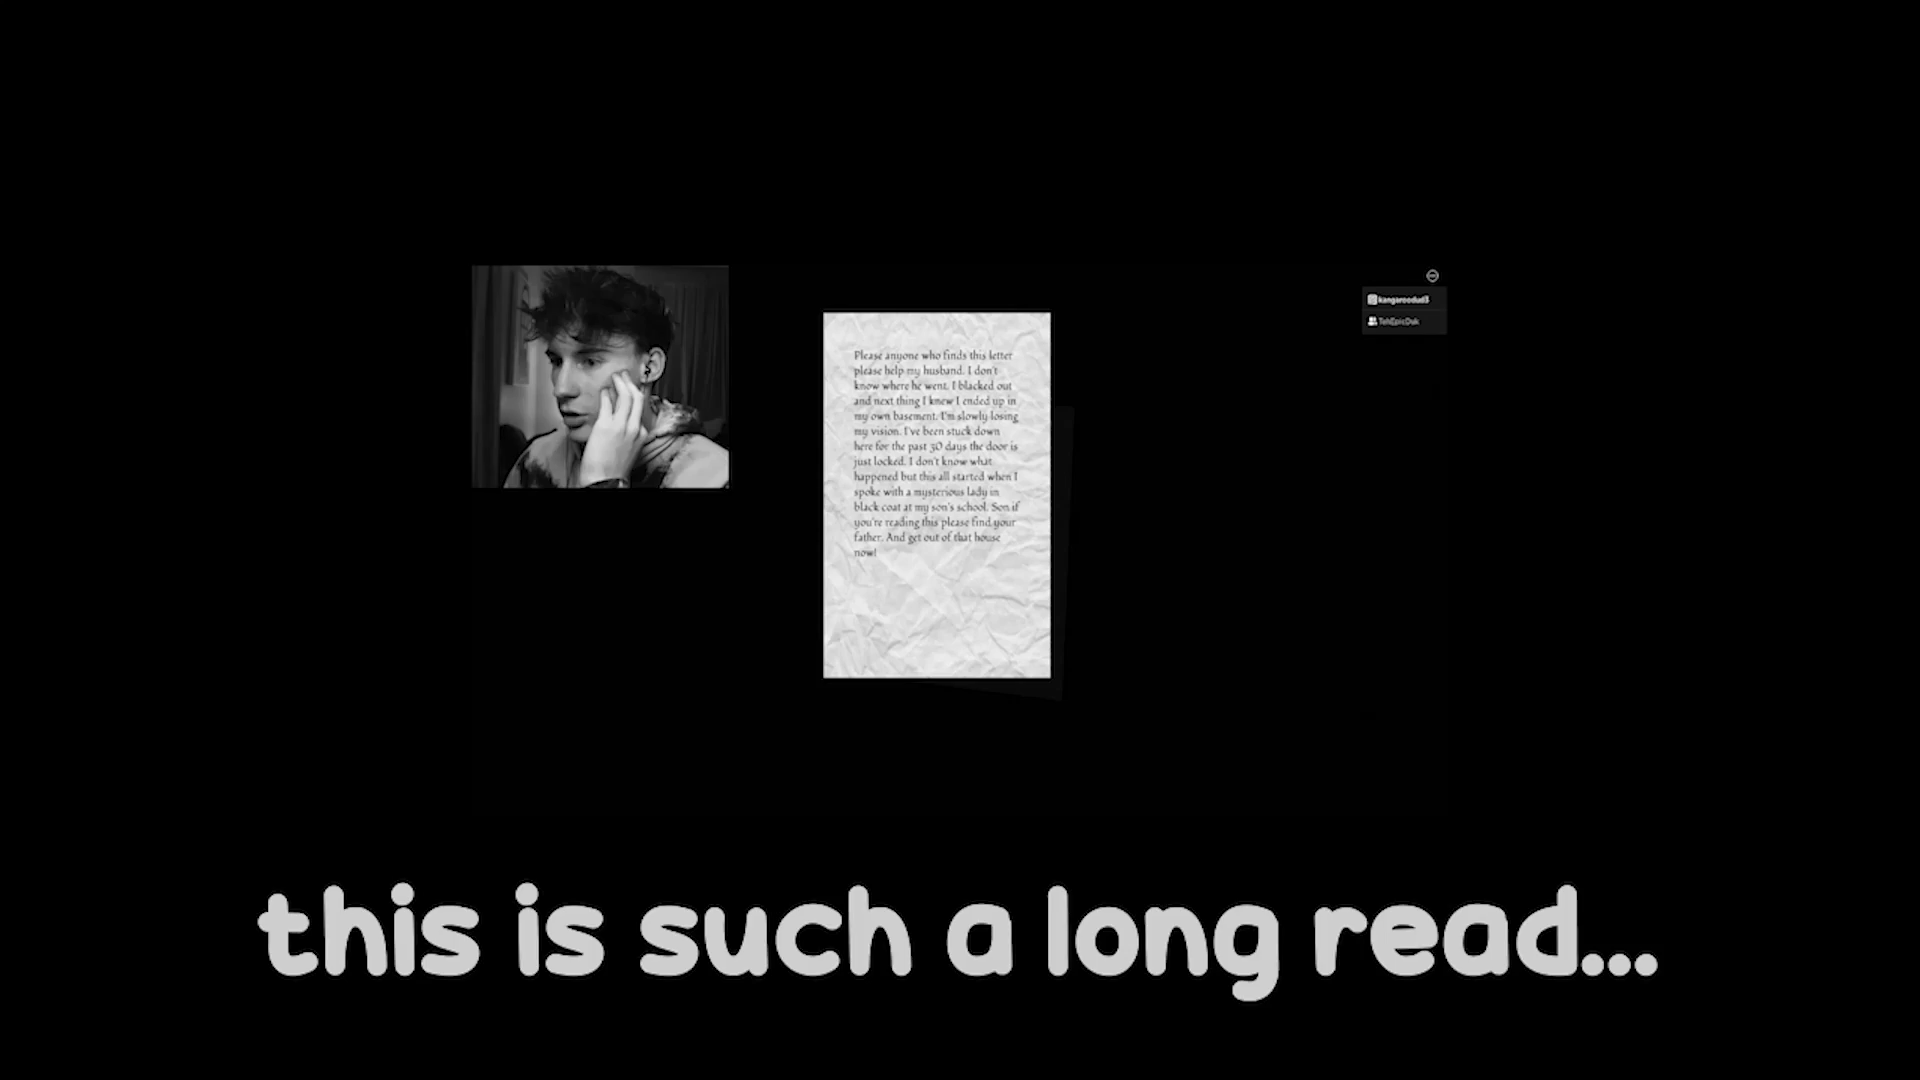 kangaroodud3
TehEpicDuk
Please anyone who finds this letter
please help my husband. I don't
know where he went. I blacked out
and next thing I knew I ended up in
my own basement. I'm slowly losing
my vision. I've been stuck down
here for the past 30 days the door is
just locked. I don't know what
happened but this all started when I
spoke with a mysterious lady in
black coat at my son's school. Son if
you're reading this please find your
father. And get out of that house
now!
this is such a long read...